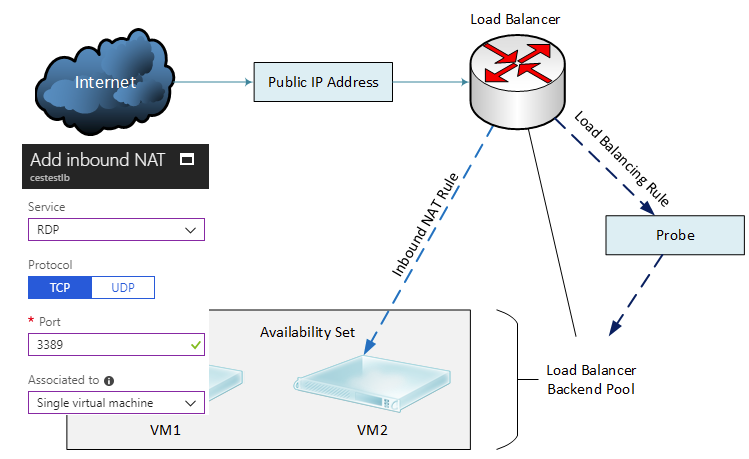 Load Balancer
Internet
Public IP Address
Add inbound NAT
cestestlb
Service
RDP
Protocol
TCP UDP
* Port
3389
Associated to
Single virtual machine
Inbound NAT Rule
Load Balancing Rule
Probe
Availability Set
VM1
VM2
Load Balancer
Backend Pool